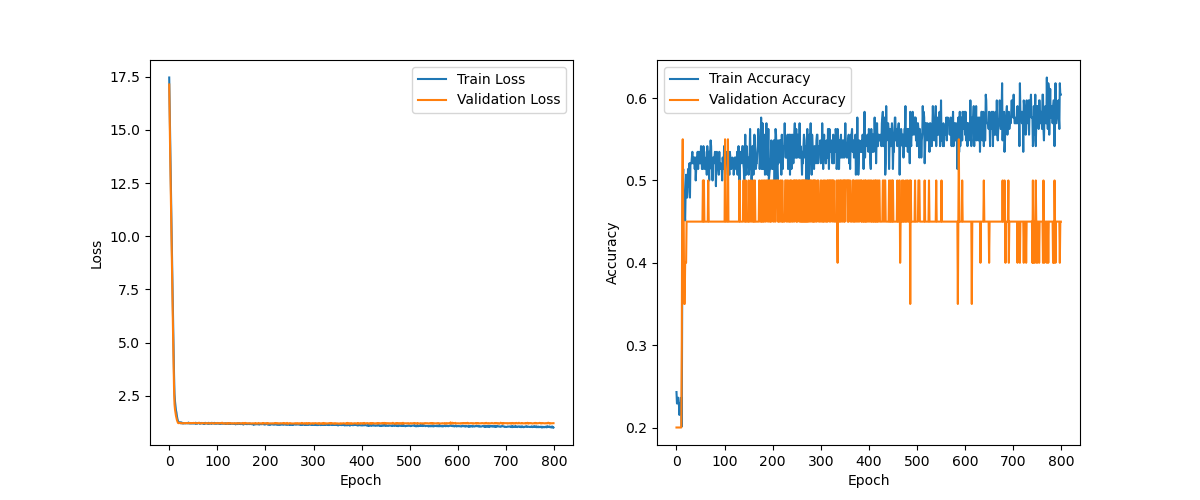 Train Loss
Validation Loss
17.5
15.0
12.5
10.0
7.5
5.0
2.5
Loss
0 100 200 300 400 500 600 700 800
Epoch
Train Accuracy
Validation Accuracy
0.6
0.5
0.4
0.3
0.2
Accuracy
0 100 200 300 400 500 600 700 800
Epoch